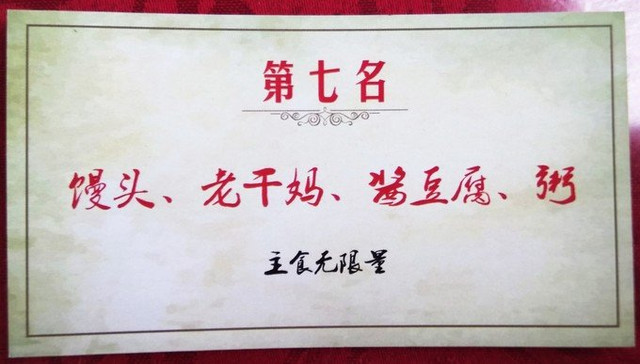 第七名
馒头、老干妈、酱豆腐、粥
主食无限量